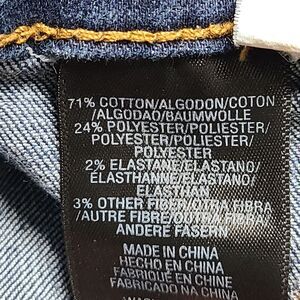 71% COTTON/ALGODON/COTON
/ALGODAO/BAUMWOLLE
24% POLYESTER/POLIESTER/
POLYESTER/POLIESTER/
POLYESTER
2% ELASTANE/ELASTANO/
ELASTHANNE/ELASTANO/
ELASTHAN
3% OTHER FIBER/OTRA FIBRA
/AUTRE FIBRE/OUTRA FIBRA/
ANDERE FASERN
MADE IN CHINA
HECHO EN CHINA
FABRIQUÉ EN CHINE
FABRICADO EM CHINA